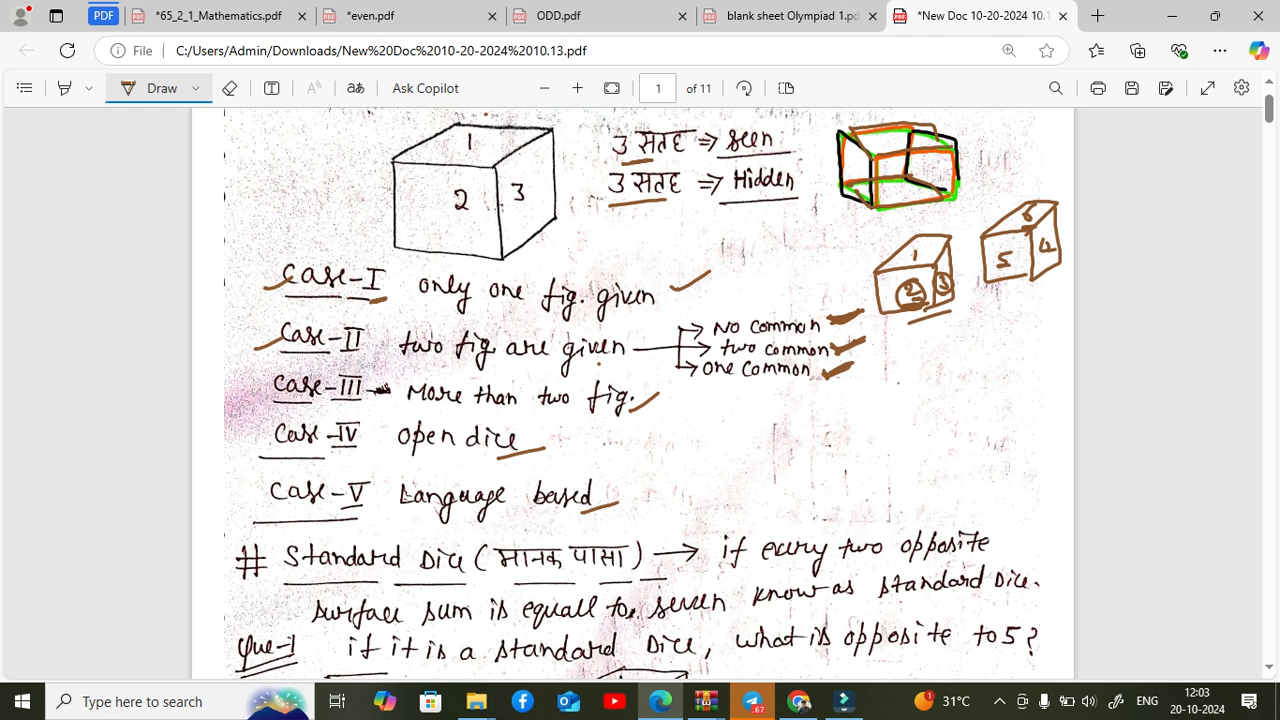 *65_2_1_Mathematics.pdf
*even.pdf
ODD.pdf
blank sheet Olympiad 1.pd
*New Doc 10-20-2024 10.1
File C:/Users/Admin/Downloads/New%20Doc%2010-20-2024%2010.13.pdf
Draw
Ask Copilot
1 of 11
1
2 3
3 सतह ⇒ seen
3 सतह ⇒ Hidden
1
2 3
6
5 4
Case-I only one fig. given
Case-II two fig are given
No common
two common
one common
Case-III More than two fig.
Case-IV open dice
Case-V Language based
# Standard Dice (मानक पासा) → if every two opposite
surface sum is equall to seven know as standard Dice.
Que-1 if it is a standard Dice, what is opposite to 5?
Type here to search
67
1
31°C
ENG
12:03
20-10-2024